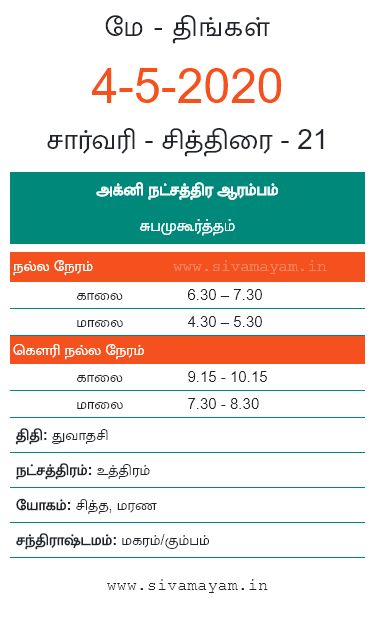 மே - திங்கள்
4-5-2020
சார்வரி - சித்திரை - 21
அக்னி நட்சத்திர ஆரம்பம்
சுபமுகூர்த்தம்
நல்ல நேரம் www.sivamayam.in
காலை 6.30 – 7.30
மாலை 4.30 – 5.30
கௌரி நல்ல நேரம்
காலை 9.15 - 10.15
மாலை 7.30 - 8.30
திதி: துவாதசி
நட்சத்திரம்: உத்திரம்
யோகம்: சித்த, மரண
சந்திராஷ்டமம்: மகரம்/கும்பம்
www.sivamayam.in